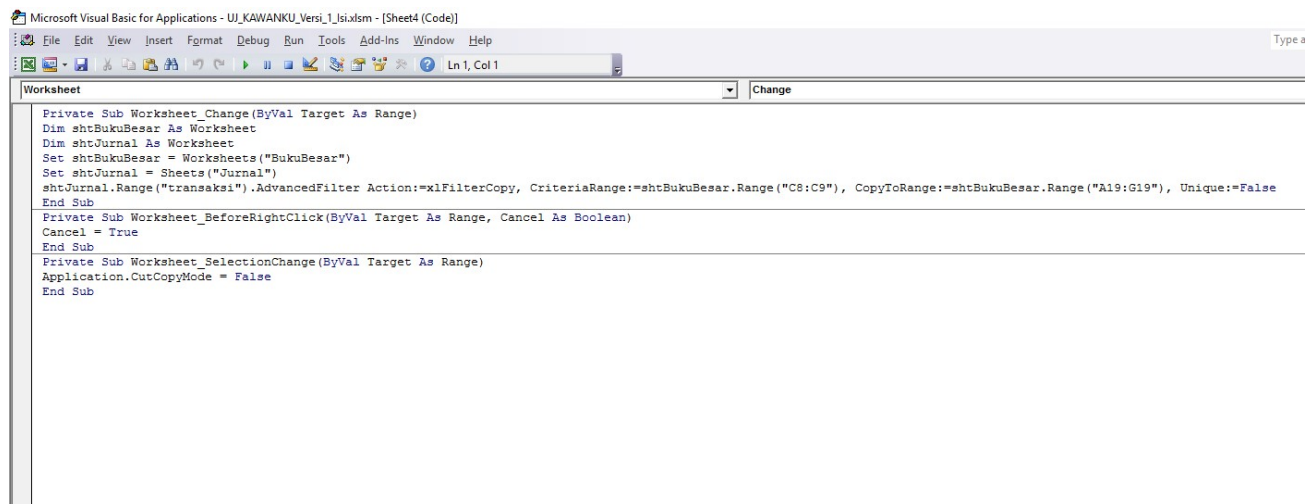 Microsoft Visual Basic for Applications - UJ_KAWANKU_Versi_1_Isi.xlsm - [Sheet4 (Code)]
File Edit View Insert Format Debug Run Tools Add-Ins Window Help
Type a
Ln 1, Col 1
Worksheet Change
Private Sub Worksheet_Change(ByVal Target As Range)
Dim shtBukuBesar As Worksheet
Dim shtJurnal As Worksheet
Set shtBukuBesar = Worksheets("BukuBesar")
Set shtJurnal = Sheets("Jurnal")
shtJurnal.Range("transaksi").AdvancedFilter Action:=xlFilterCopy, CriteriaRange:=shtBukuBesar.Range("C8:C9"), CopyToRange:=shtBukuBesar.Range("A19:G19"), Unique:=False
End Sub
Private Sub Worksheet_BeforeRightClick(ByVal Target As Range, Cancel As Boolean)
Cancel = True
End Sub
Private Sub Worksheet_SelectionChange(ByVal Target As Range)
Application.CutCopyMode = False
End Sub